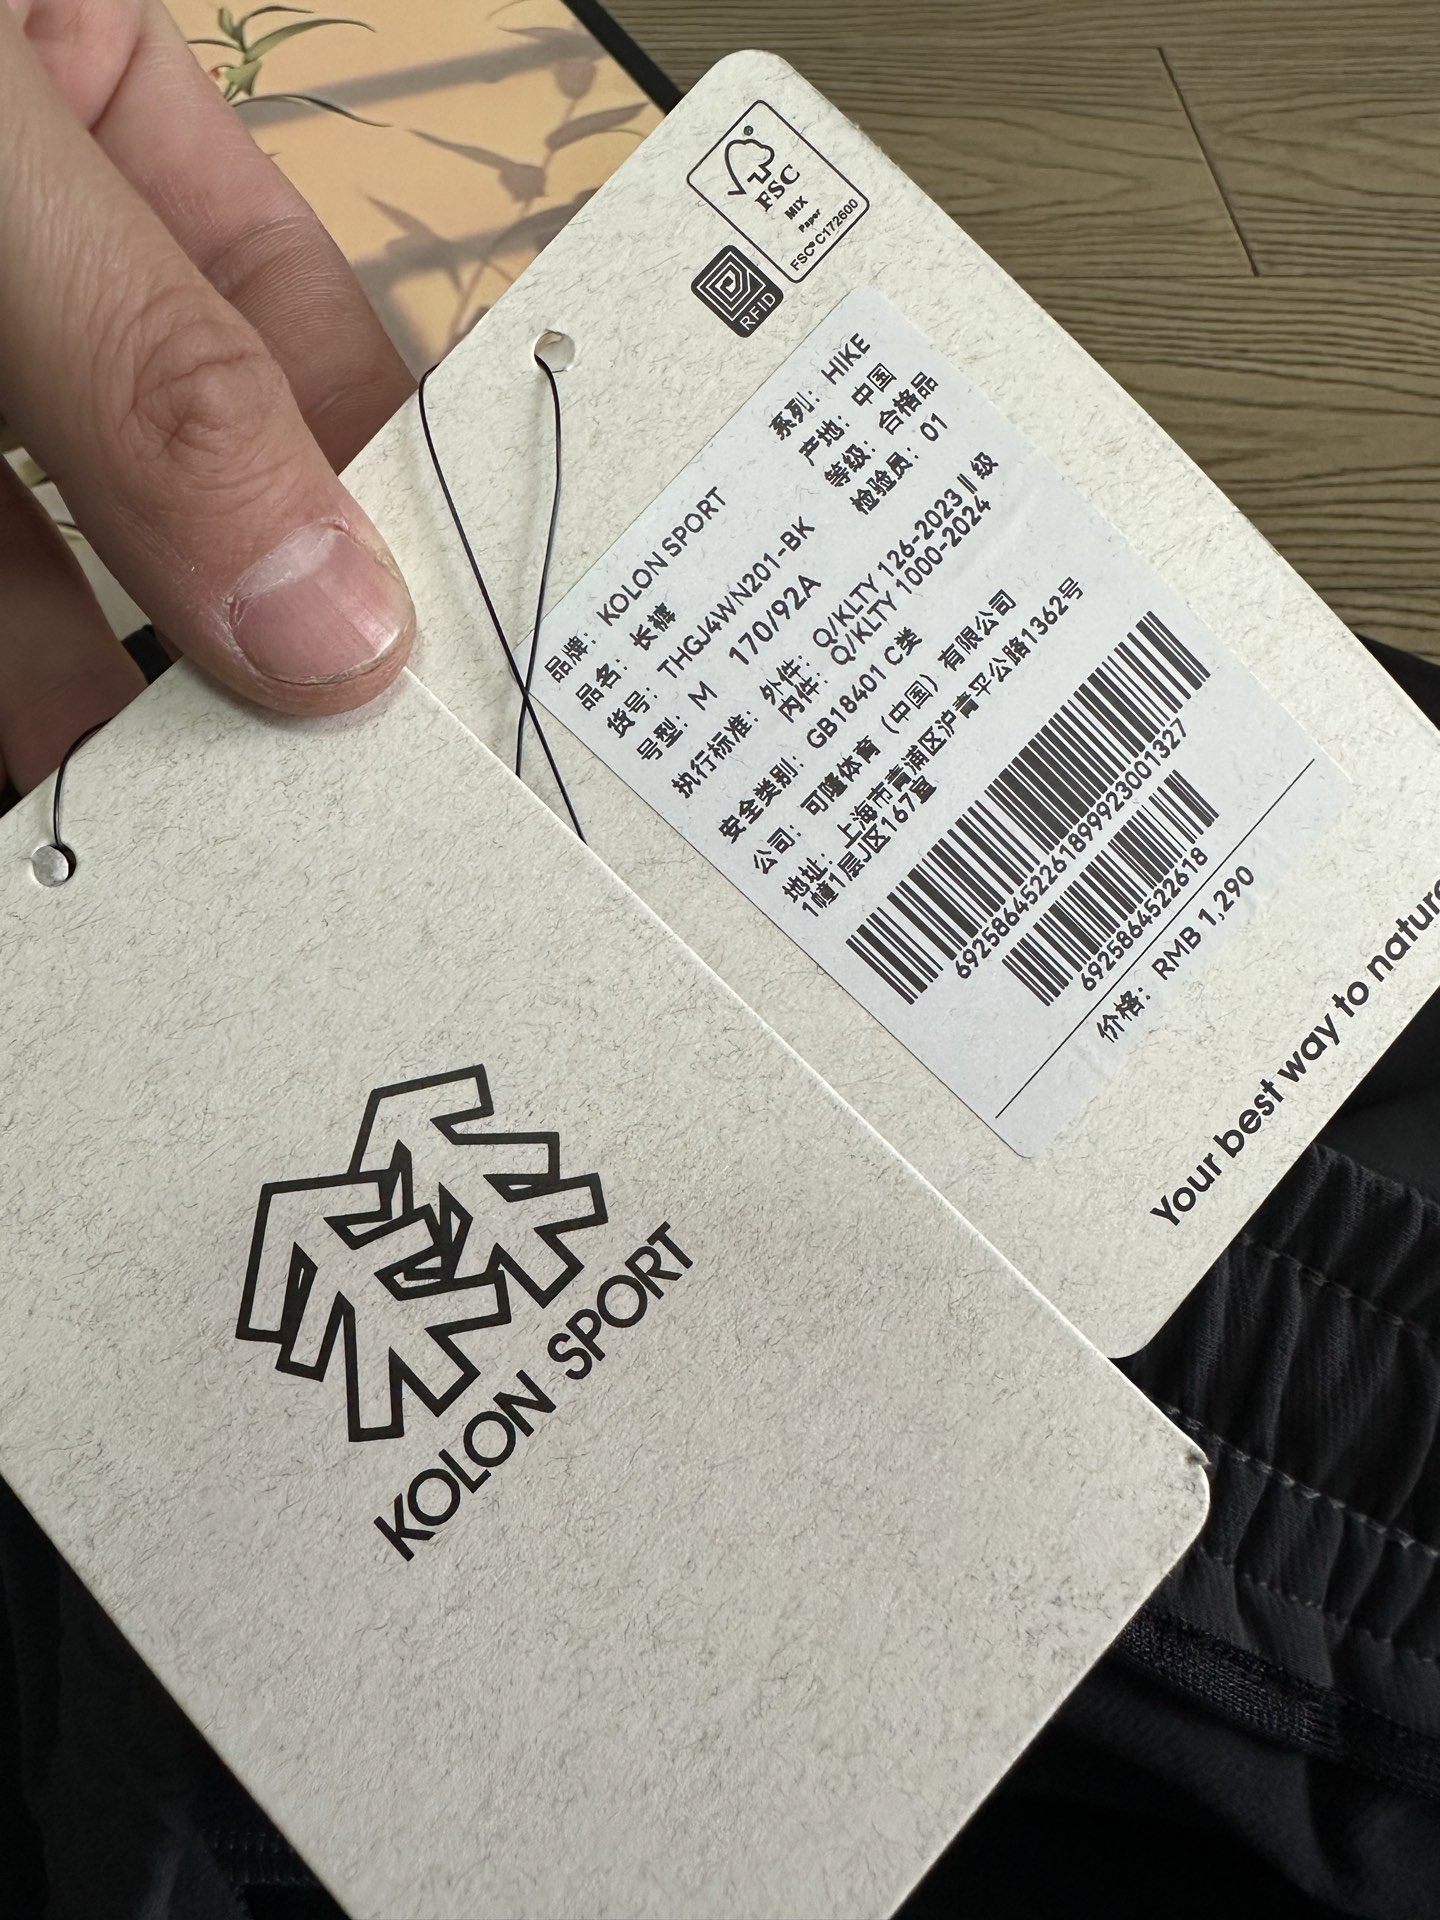 FSC®
MIX
Paper
FSC® C172600
RFID
品牌：KOLON SPORT
系列：HIKE
品名：长裤
产地：中国
货号：THGJ4WN201-BK
等级：合格品
号型：M 170/92A
检验员：01
执行标准：外件：Q/KLTY 126-2023 II 级
内件：Q/KLTY 1000-2024
安全类别：GB18401 C类
公司：可隆体育（中国）有限公司
地址：上海市青浦区沪青平公路1362号
1幢1层J区167室
69258645226189992300​1327
6925864522618
价格：RMB 1,290
Your best way to nature
KOLON SPORT